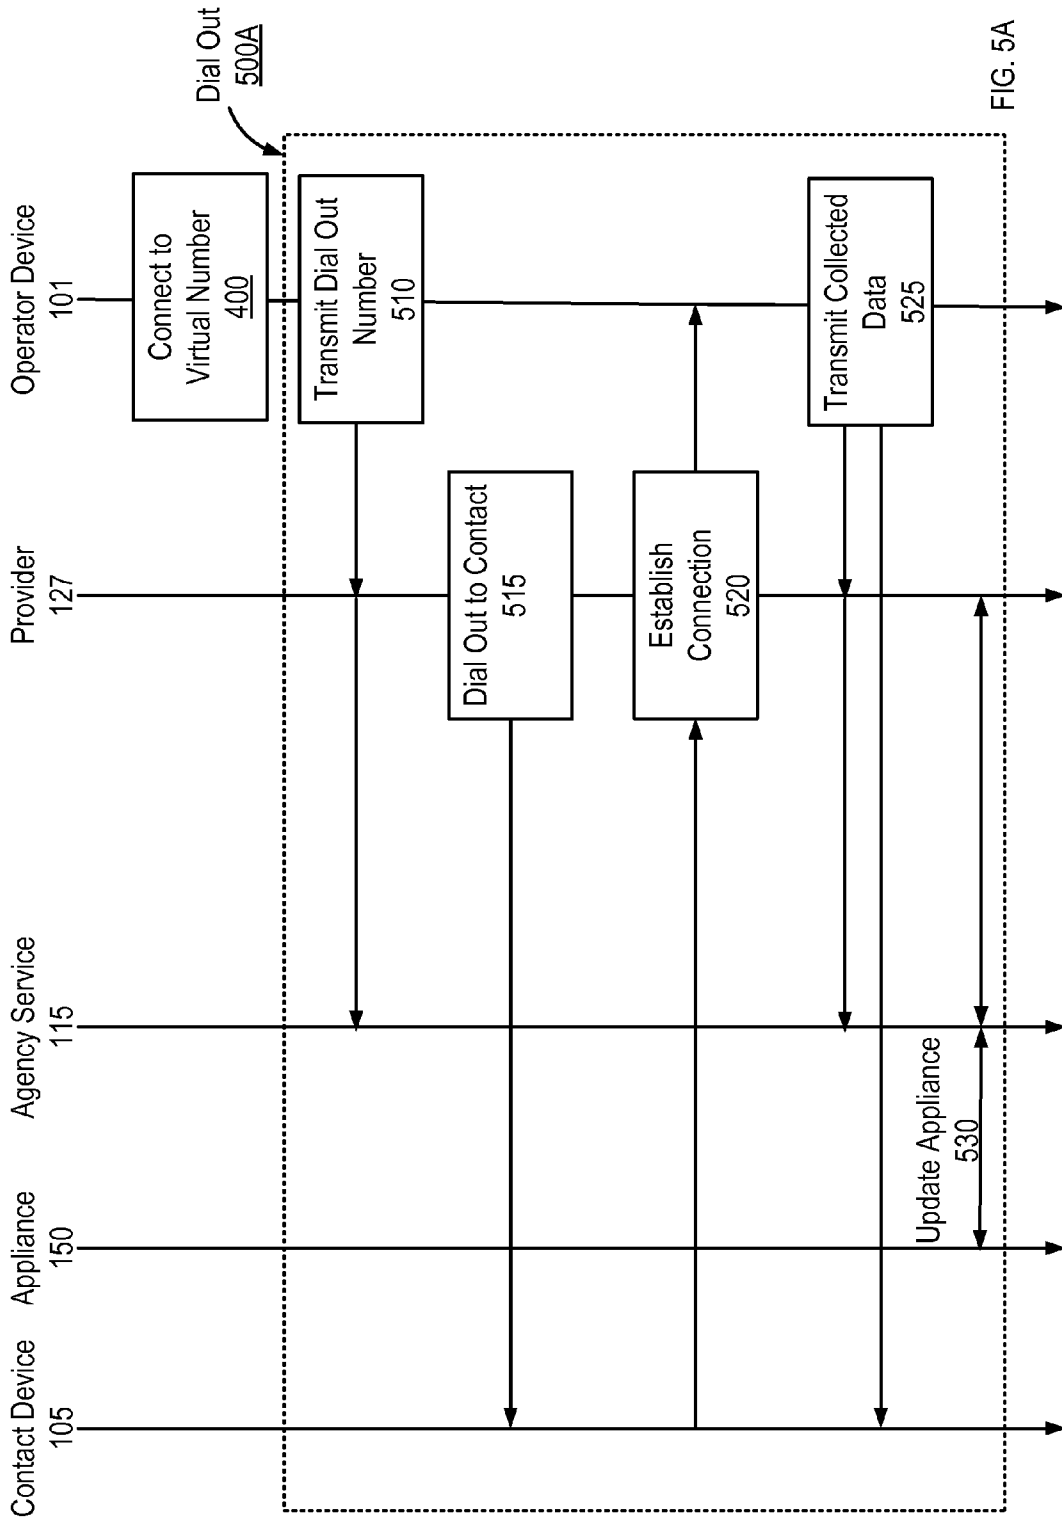 Contact Device
105
Appliance
150
Agency Service
115
Provider
127
Operator Device
101
Connect to
Virtual Number
400
Dial Out
500A
Transmit Dial Out
Number
510
Dial Out to Contact
515
Establish
Connection
520
Transmit Collected
Data
525
Update Appliance
530
FIG. 5A